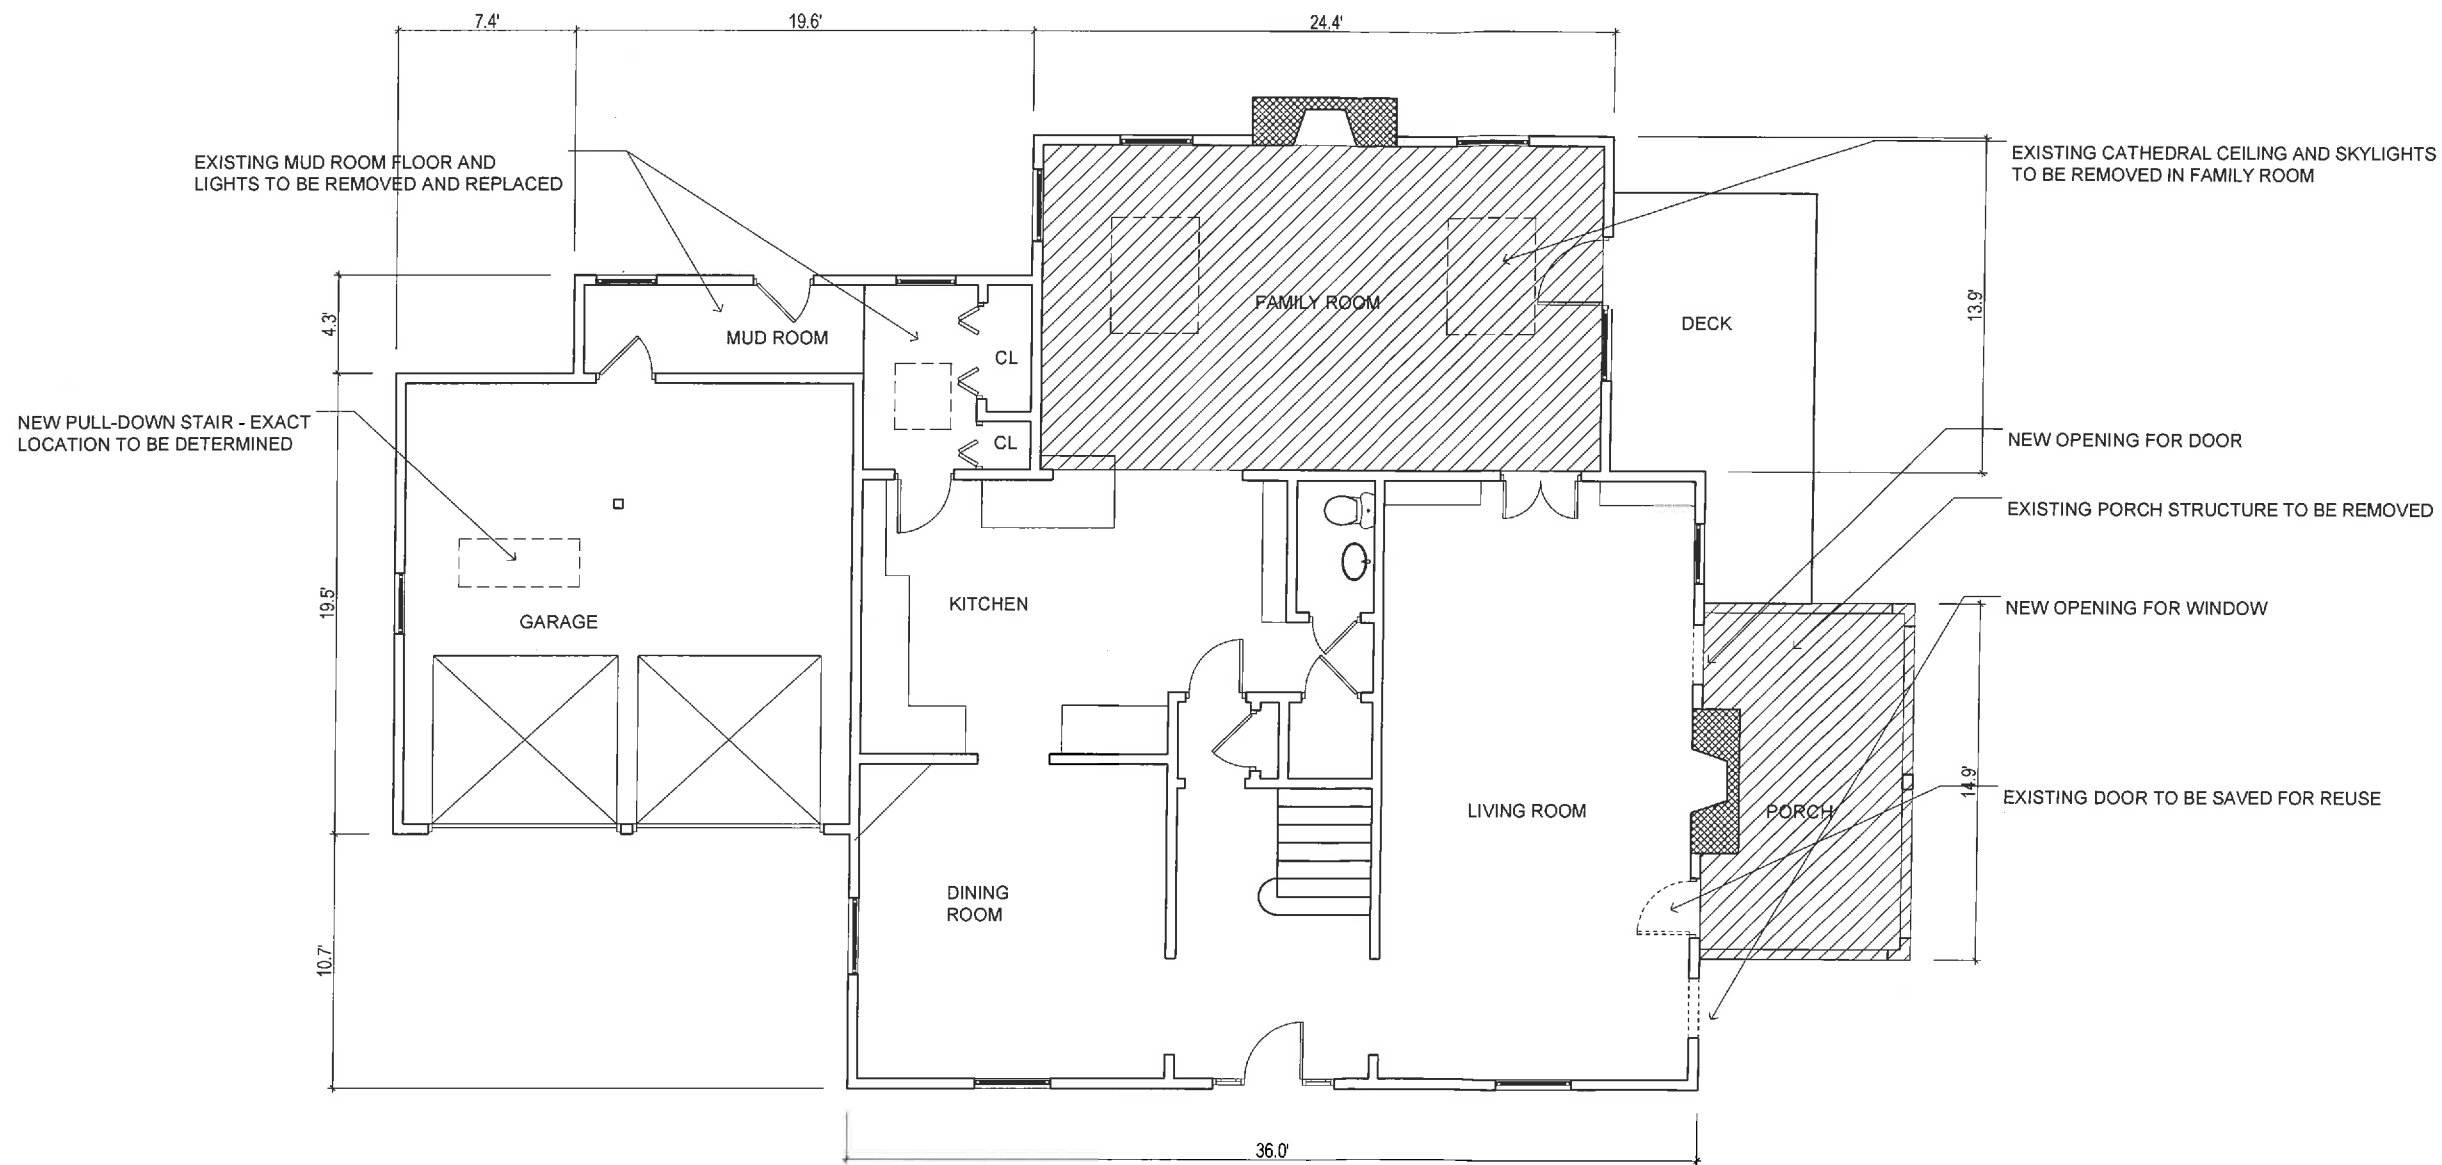 7.4'
19.6'
24.4'
EXISTING MUD ROOM FLOOR AND
LIGHTS TO BE REMOVED AND REPLACED
EXISTING CATHEDRAL CEILING AND SKYLIGHTS
TO BE REMOVED IN FAMILY ROOM
4.3'
MUD ROOM
CL
CL
FAMILY ROOM
DECK
13.9'
NEW PULL-DOWN STAIR - EXACT
LOCATION TO BE DETERMINED
NEW OPENING FOR DOOR
EXISTING PORCH STRUCTURE TO BE REMOVED
19.5'
GARAGE
KITCHEN
NEW OPENING FOR WINDOW
LIVING ROOM
PORCH
14.9'
EXISTING DOOR TO BE SAVED FOR REUSE
DINING
ROOM
10.7'
36.0'